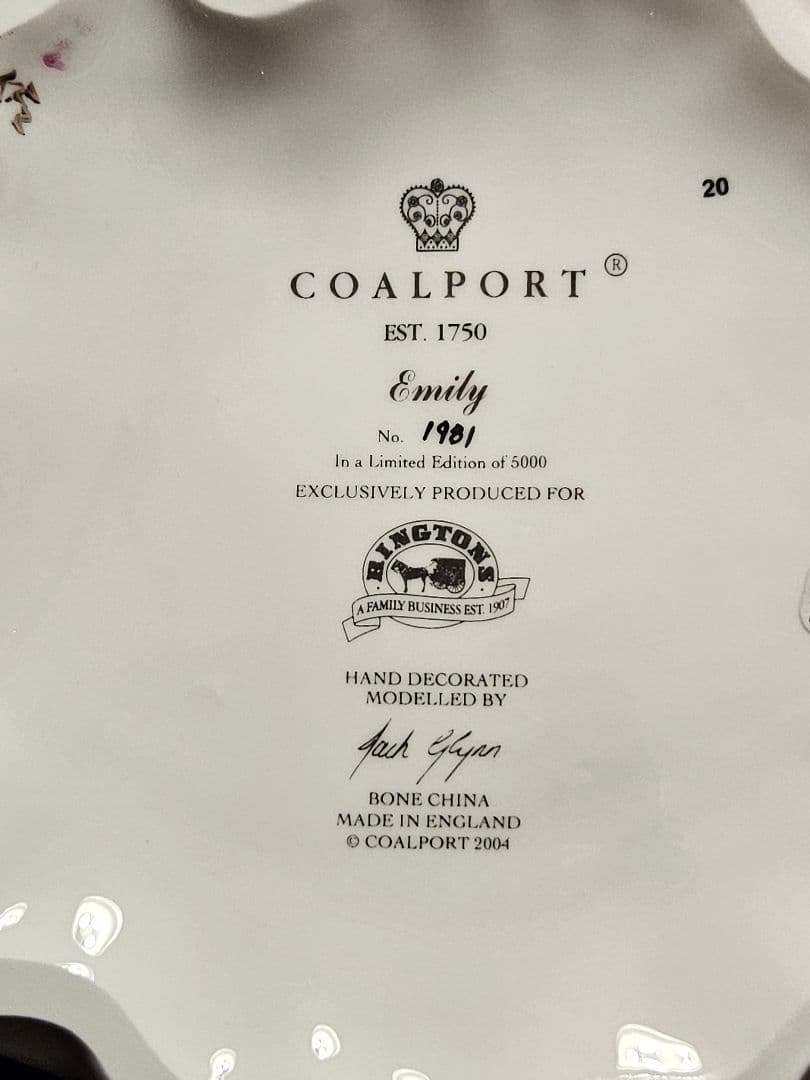 20
COALPORT ®
EST. 1750
Emily
No. 1981
In a Limited Edition of 5000
EXCLUSIVELY PRODUCED FOR
RINGTONS
A FAMILY BUSINESS EST. 1907
HAND DECORATED
MODELLED BY
Jack Glynn
BONE CHINA
MADE IN ENGLAND
© COALPORT 2004